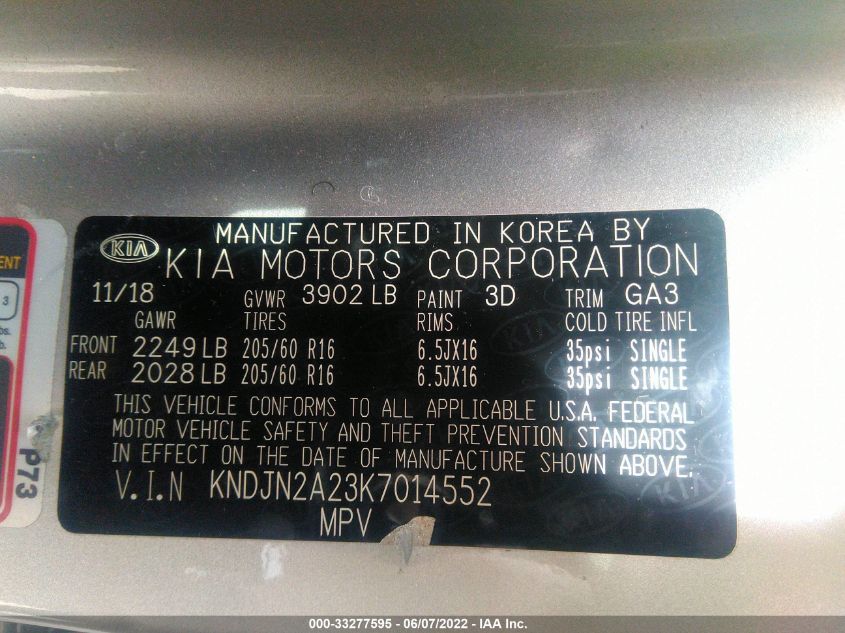 KIA
MANUFACTURED IN KOREA BY
KIA MOTORS CORPORATION
11/18 GVWR 3902 LB PAINT 3D TRIM GA3
GAWR TIRES RIMS COLD TIRE INFL
FRONT 2249 LB 205/60 R16 6.5JX16 35psi SINGLE
REAR 2028 LB 205/60 R16 6.5JX16 35psi SINGLE
THIS VEHICLE CONFORMS TO ALL APPLICABLE U.S.A. FEDERAL
MOTOR VEHICLE SAFETY AND THEFT PREVENTION STANDARDS
IN EFFECT ON THE DATE OF MANUFACTURE SHOWN ABOVE.
V.I.N KNDJN2A23K7014552
MPV
3
P73
000-33277595 - 06/07/2022 - IAA Inc.